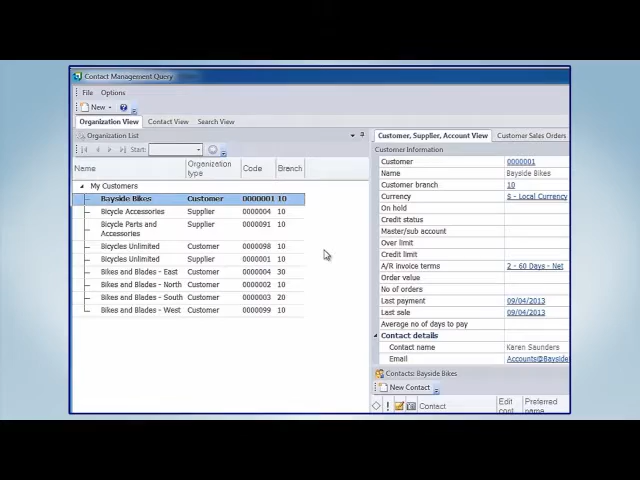 Contact Management Query
File Options
New
Organization View Contact View Search View
Organization List
Start:
Name Organization type Code Branch
My Customers
Bayside Bikes Customer 0000001 10
Bicycle Accessories Supplier 0000004 10
Bicycle Parts and Accessories Supplier 0000091 10
Bicycles Unlimited Customer 0000098 10
Bicycles Unlimited Supplier 0000001 10
Bikes and Blades - East Customer 0000004 30
Bikes and Blades - North Customer 0000002 10
Bikes and Blades - South Customer 0000003 20
Bikes and Blades - West Customer 0000099 10
Customer, Supplier, Account View Customer Sales Orders
Customer Information
Customer 0000001
Name Bayside Bikes
Customer branch 10
Currency $ - Local Currency
On hold
Credit status
Master/sub account
Over limit
Credit limit
A/R invoice terms 2 - 60 Days - Net
Order value
No of orders
Last payment 09/04/2013
Last sale 09/04/2013
Average no of days to pay
Contact details
Contact name Karen Saunders
Email Accounts@Bayside
Contacts: Bayside Bikes
New Contact
Contact Edit cont Preferred name